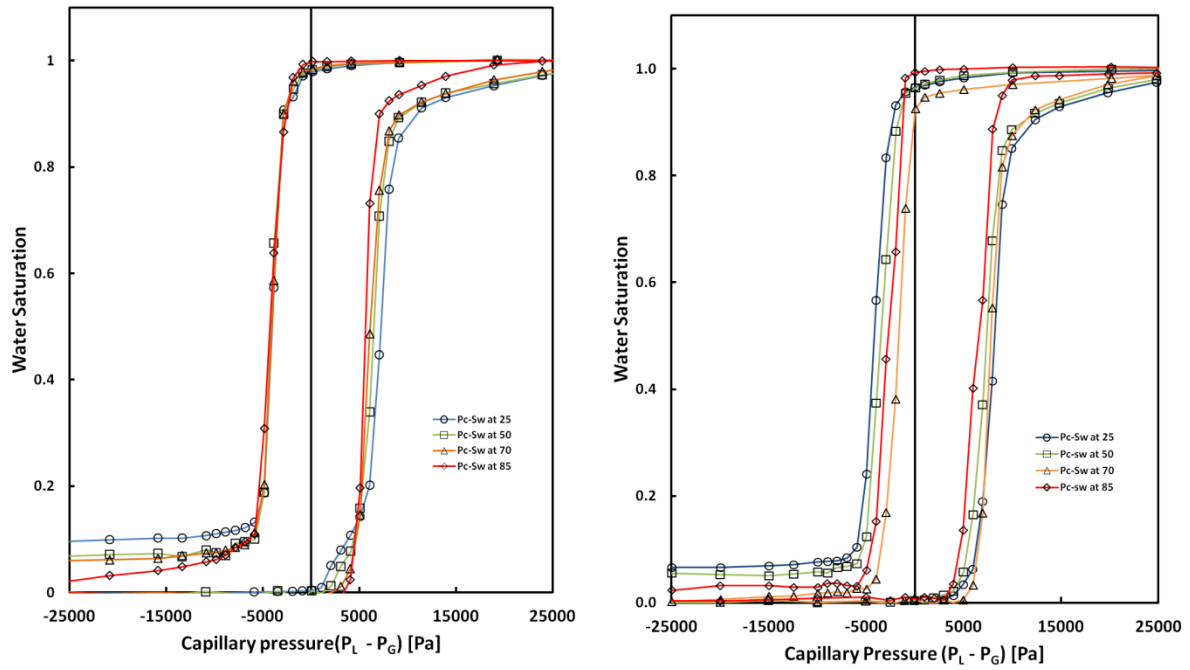 1
0.8
0.6
0.4
0.2
0
Water Saturation
-25000 -15000 -5000 5000 15000 25000
Capillary pressure(PL - PG) [Pa]
Pc-Sw at 25
Pc-Sw at 50
Pc-Sw at 70
Pc-Sw at 85
1.0
0.8
0.6
0.4
0.2
0.0
Water Saturation
-25000 -15000 -5000 5000 15000 25000
Capillary Pressure (PL - PG) [Pa]
Pc-Sw at 25
Pc-sw at 50
Pc-Sw at 70
Pc-sw at 85